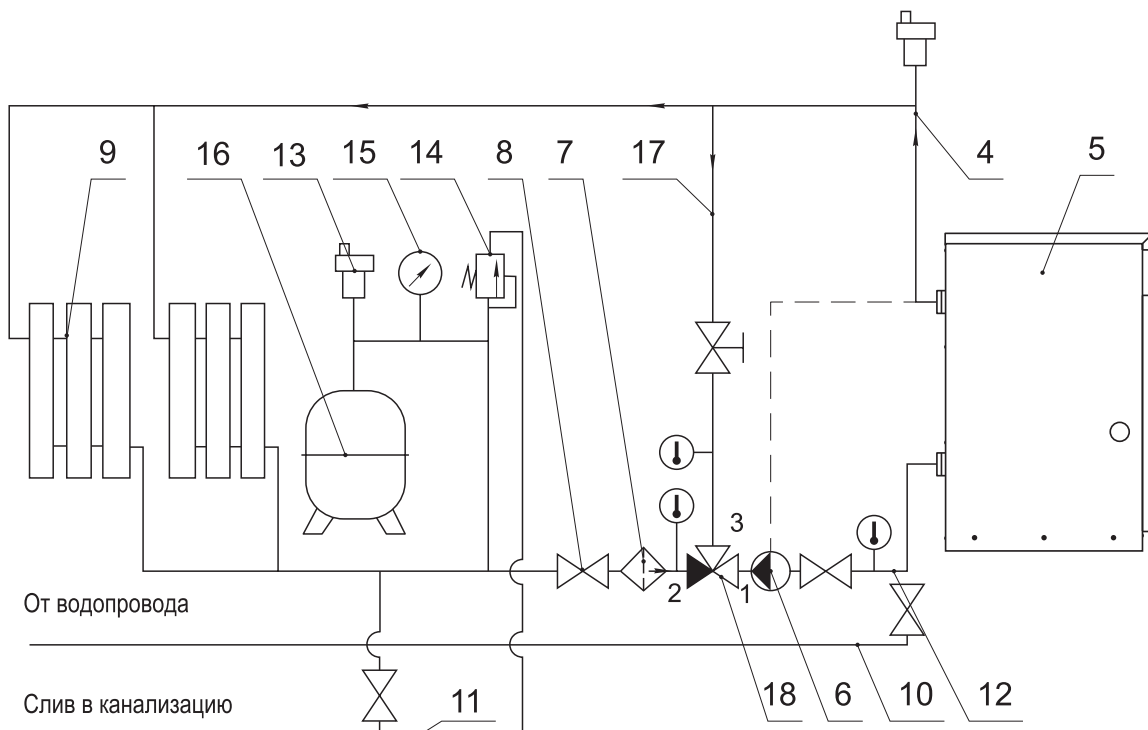 9 16 13 15 14 8 7 17 4 5
3
2 1
От водопровода
Слив в канализацию
11 18 6 10 12